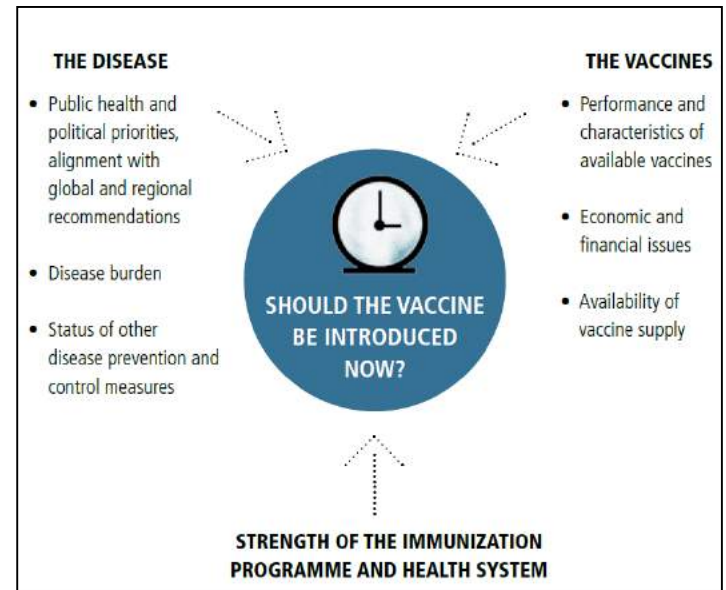 THE DISEASE
• Public health and
political priorities,
alignment with
global and regional
recommendations
• Disease burden
• Status of other
disease prevention and
control measures
THE VACCINES
• Performance and
characteristics of
available vaccines
• Economic and
financial issues
• Availability of
vaccine supply
SHOULD THE VACCINE
BE INTRODUCED
NOW?
STRENGTH OF THE IMMUNIZATION
PROGRAMME AND HEALTH SYSTEM